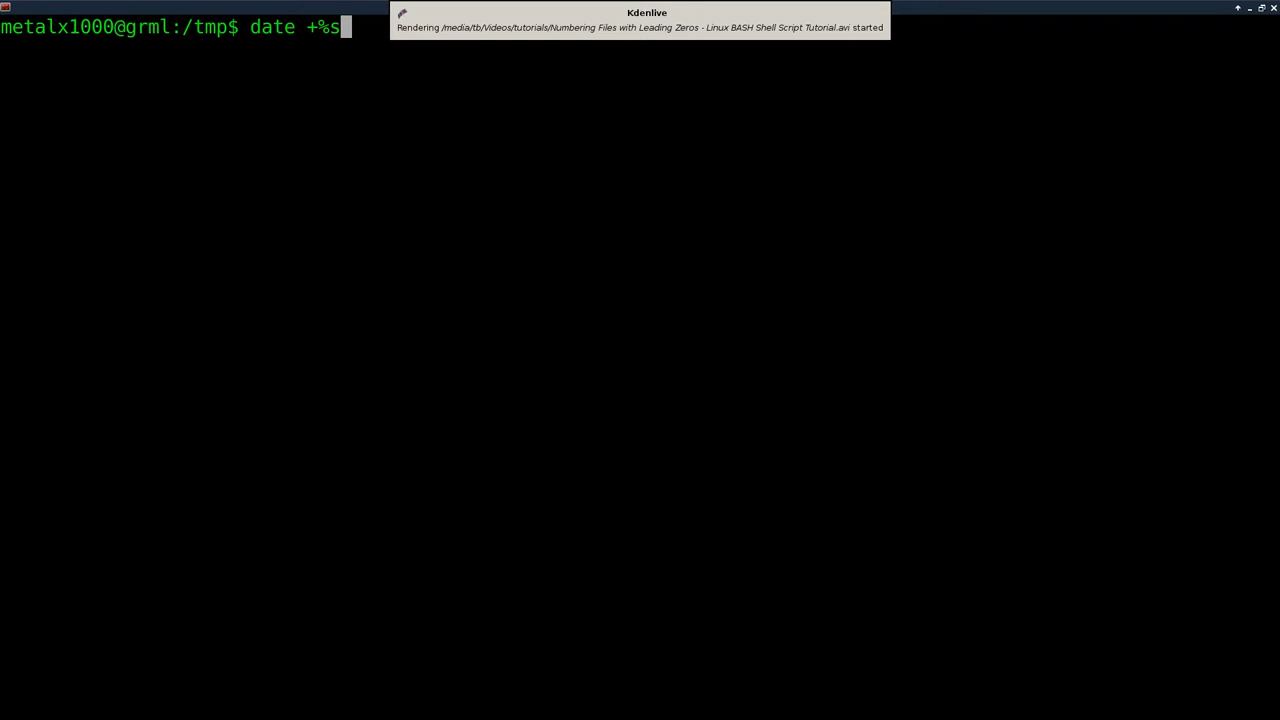 Kdenlive
metalx1000@grml:/tmp$ date +%s
Rendering /media/tb/Videos/tutorials/Numbering Files with Leading Zeros - Linux BASH Shell Script Tutorial.avi started